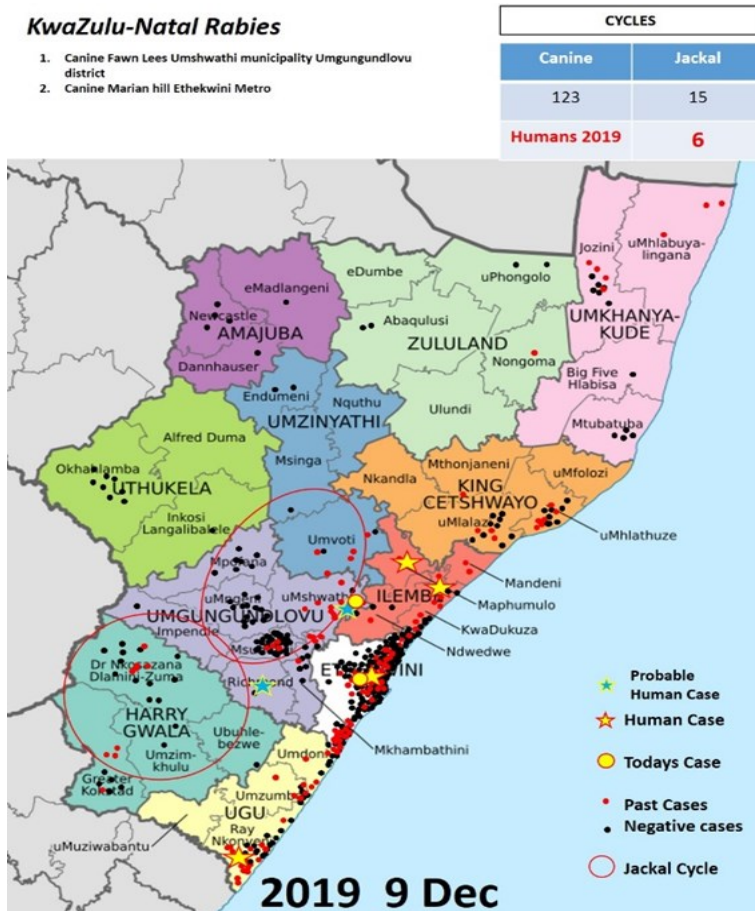 KwaZulu-Natal Rabies
1. Canine Fawn Lees Umshwathi municipality Umgungundlovu
district
2. Canine Marian hill Ethekwini Metro
CYCLES
Canine Jackal
123 15
Humans 2019 6
Jozini
uMhlabuya-
lingana
UMKHANYA-
KUDE
Big Five
Hlabisa
Mtubatuba
eDumbe
uPhongolo
Abaqulusi
ZULULAND
Nongoma
Ulundi
eMadlangeni
Newcastle
AMAJUBA
Dannhauser
Endumeni
Nquthu
UMZINYATHI
Msinga
Umvoti
Alfred Duma
Okhahlamba
UTHUKELA
Inkosi
Langalibalele
Mthonjaneni
Nkandla
uMfolozi
KING
CETSHWAYO
uMlalazi
uMhlathuze
Mandeni
ILEMBE
Maphumulo
KwaDukuza
Ndwedwe
Mpofana
uMngeni
uMshwathi
UMGUNGUNDLOVU
Impendle
Richmond
Mkhambathini
Dr Nkosazana
Dlamini-Zuma
HARRY
GWALA
Ubuhle-
bezwe
Umzim-
khulu
Greater
Kokstad
Umdoni
Umzumbe
UGU
Ray
Nkonyeni
uMuziwabantu
Probable
Human Case
Human Case
Todays Case
Past Cases
Negative cases
Jackal Cycle
2019 9 Dec